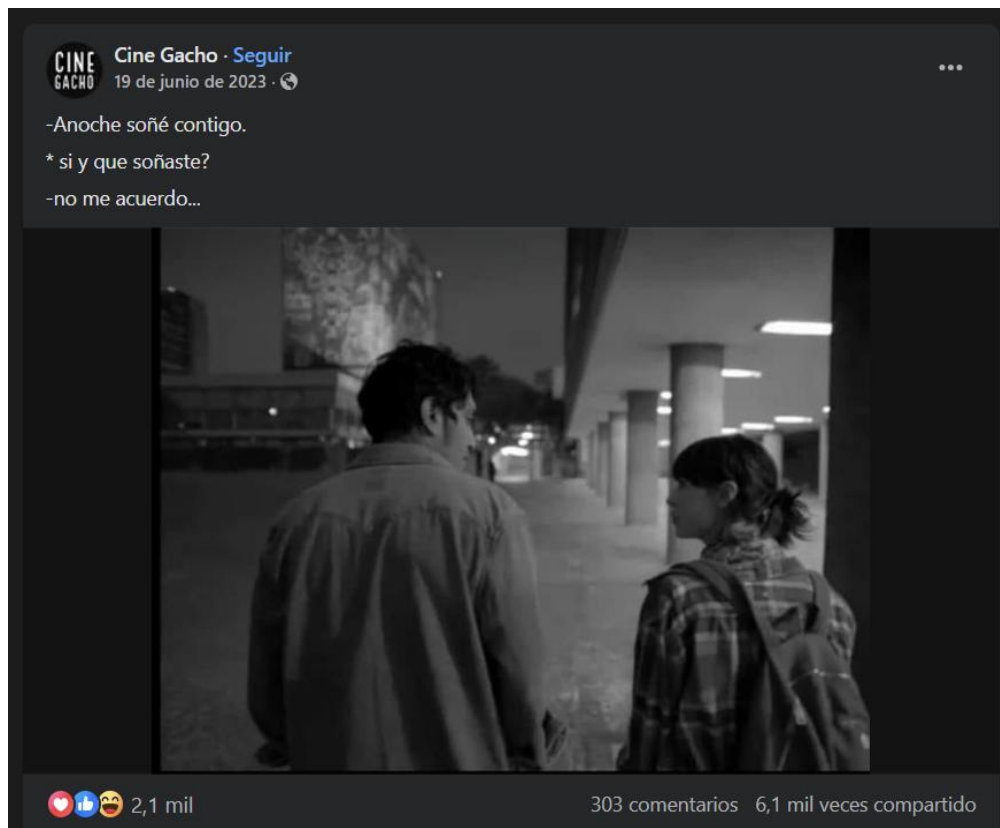 CINE
GACHO
Cine Gacho · Seguir
19 de junio de 2023 ·
-Anoche soñé contigo.
* si y que soñaste?
-no me acuerdo...
2,1 mil
303 comentarios 6,1 mil veces compartido